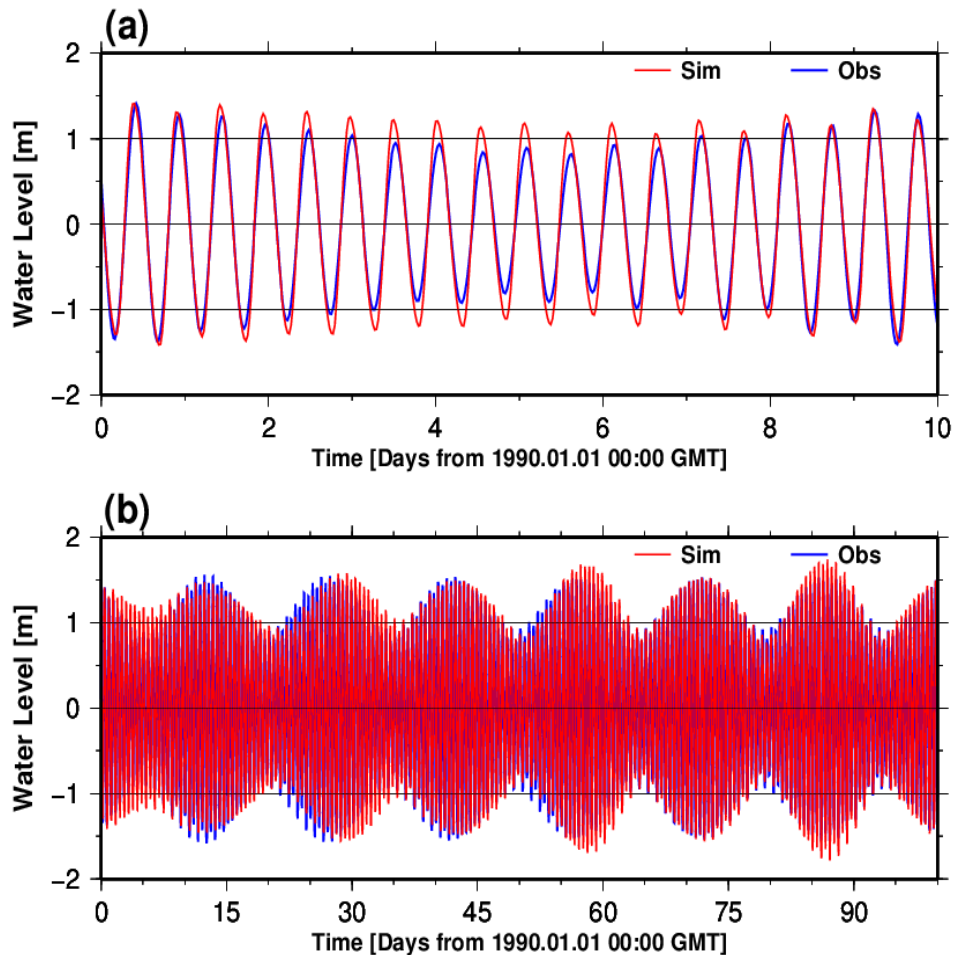 (a)
Sim Obs
Water Level [m]
2
1
0
−1
−2
0 2 4 6 8 10
Time [Days from 1990.01.01 00:00 GMT]
(b)
Sim Obs
Water Level [m]
2
1
0
−1
−2
0 15 30 45 60 75 90
Time [Days from 1990.01.01 00:00 GMT]